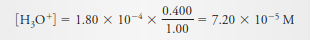 [H₃O⁺] = 1.80 × 10⁻⁴ × 0.400/1.00 = 7.20 × 10⁻⁵ M